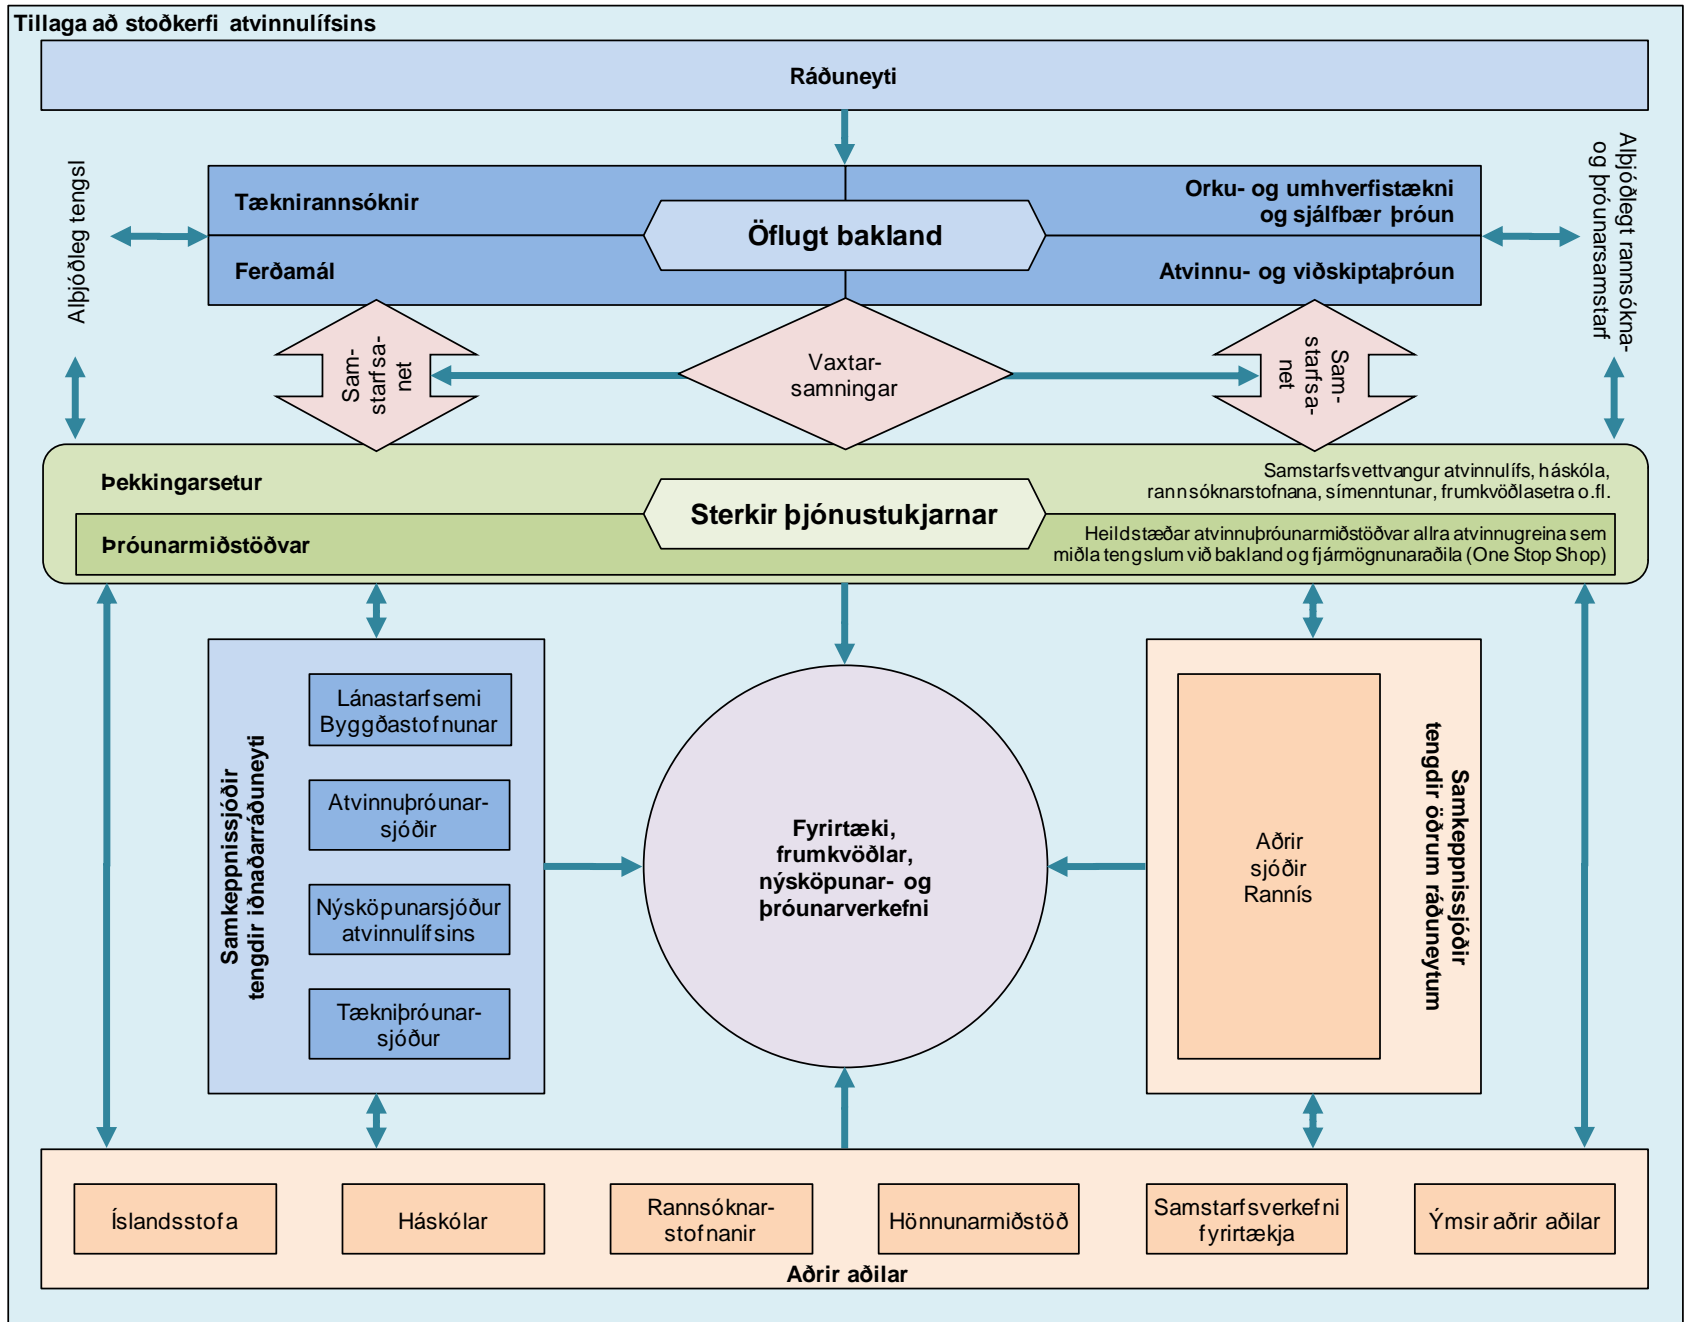 Tillaga að stoðkerfi atvinnulífsins
Ráðuneyti
Alþjóðleg tengsl
Alþjóðlegt rannsókna-
og þróunarsamstarf
Tæknirannsóknir
Orku- og umhverfistækni
og sjálfbær þróun
Öflugt bakland
Ferðamál
Atvinnu- og viðskiptaþróun
Sam-
starfsa-
net
Vaxtar-
samningar
Sam-
starfsa-
net
Þekkingarsetur
Samstarfsvettvangur atvinnulífs, háskóla,
rannsóknarstofnana, símenntunar, frumkvöðlasetra o.fl.
Sterkir þjónustukjarnar
Þróunarmiðstöðvar
Heildstæðar atvinnuþróunarmiðstöðvar allra atvinnugreina sem
miðla tengslum við bakland og fjármögnunaraðila (One Stop Shop)
Samkeppnissjóðir
tengdir iðnaðarráðuneyti
Lánastarfsemi
Byggðastofnunar
Atvinnuþróunar-
sjóðir
Nýsköpunarsjóður
atvinnulífsins
Tækniþróunar-
sjóður
Fyrirtæki,
frumkvöðlar,
nýsköpunar- og
þróunarverkefni
Aðrir
sjóðir
Rannís
Samkeppnissjóðir
tengdir öðrum ráðuneytum
Íslandsstofa
Háskólar
Rannsóknar-
stofnanir
Hönnunarmiðstöð
Samstarfsverkefni
fyrirtækja
Ýmsir aðrir aðilar
Aðrir aðilar